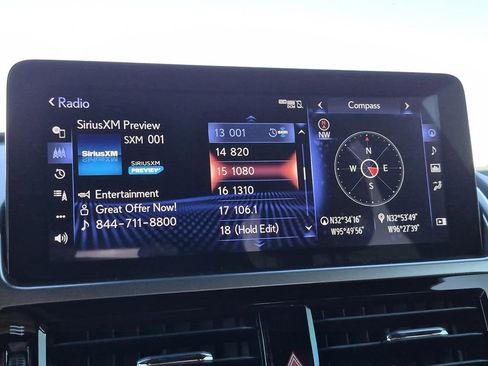 Radio
Compass
SiriusXM Preview
SXM 001
SiriusXM
SIRIUSXM
PREVIEW
Entertainment
Great Offer Now!
844-711-8800
13 001
14 820
15 1080
16 1310
17 106.1
18 (Hold Edit)
NW
N
W E
S
N32°34'16"
W95°49'56"
N32°53'49"
W96°27'39"